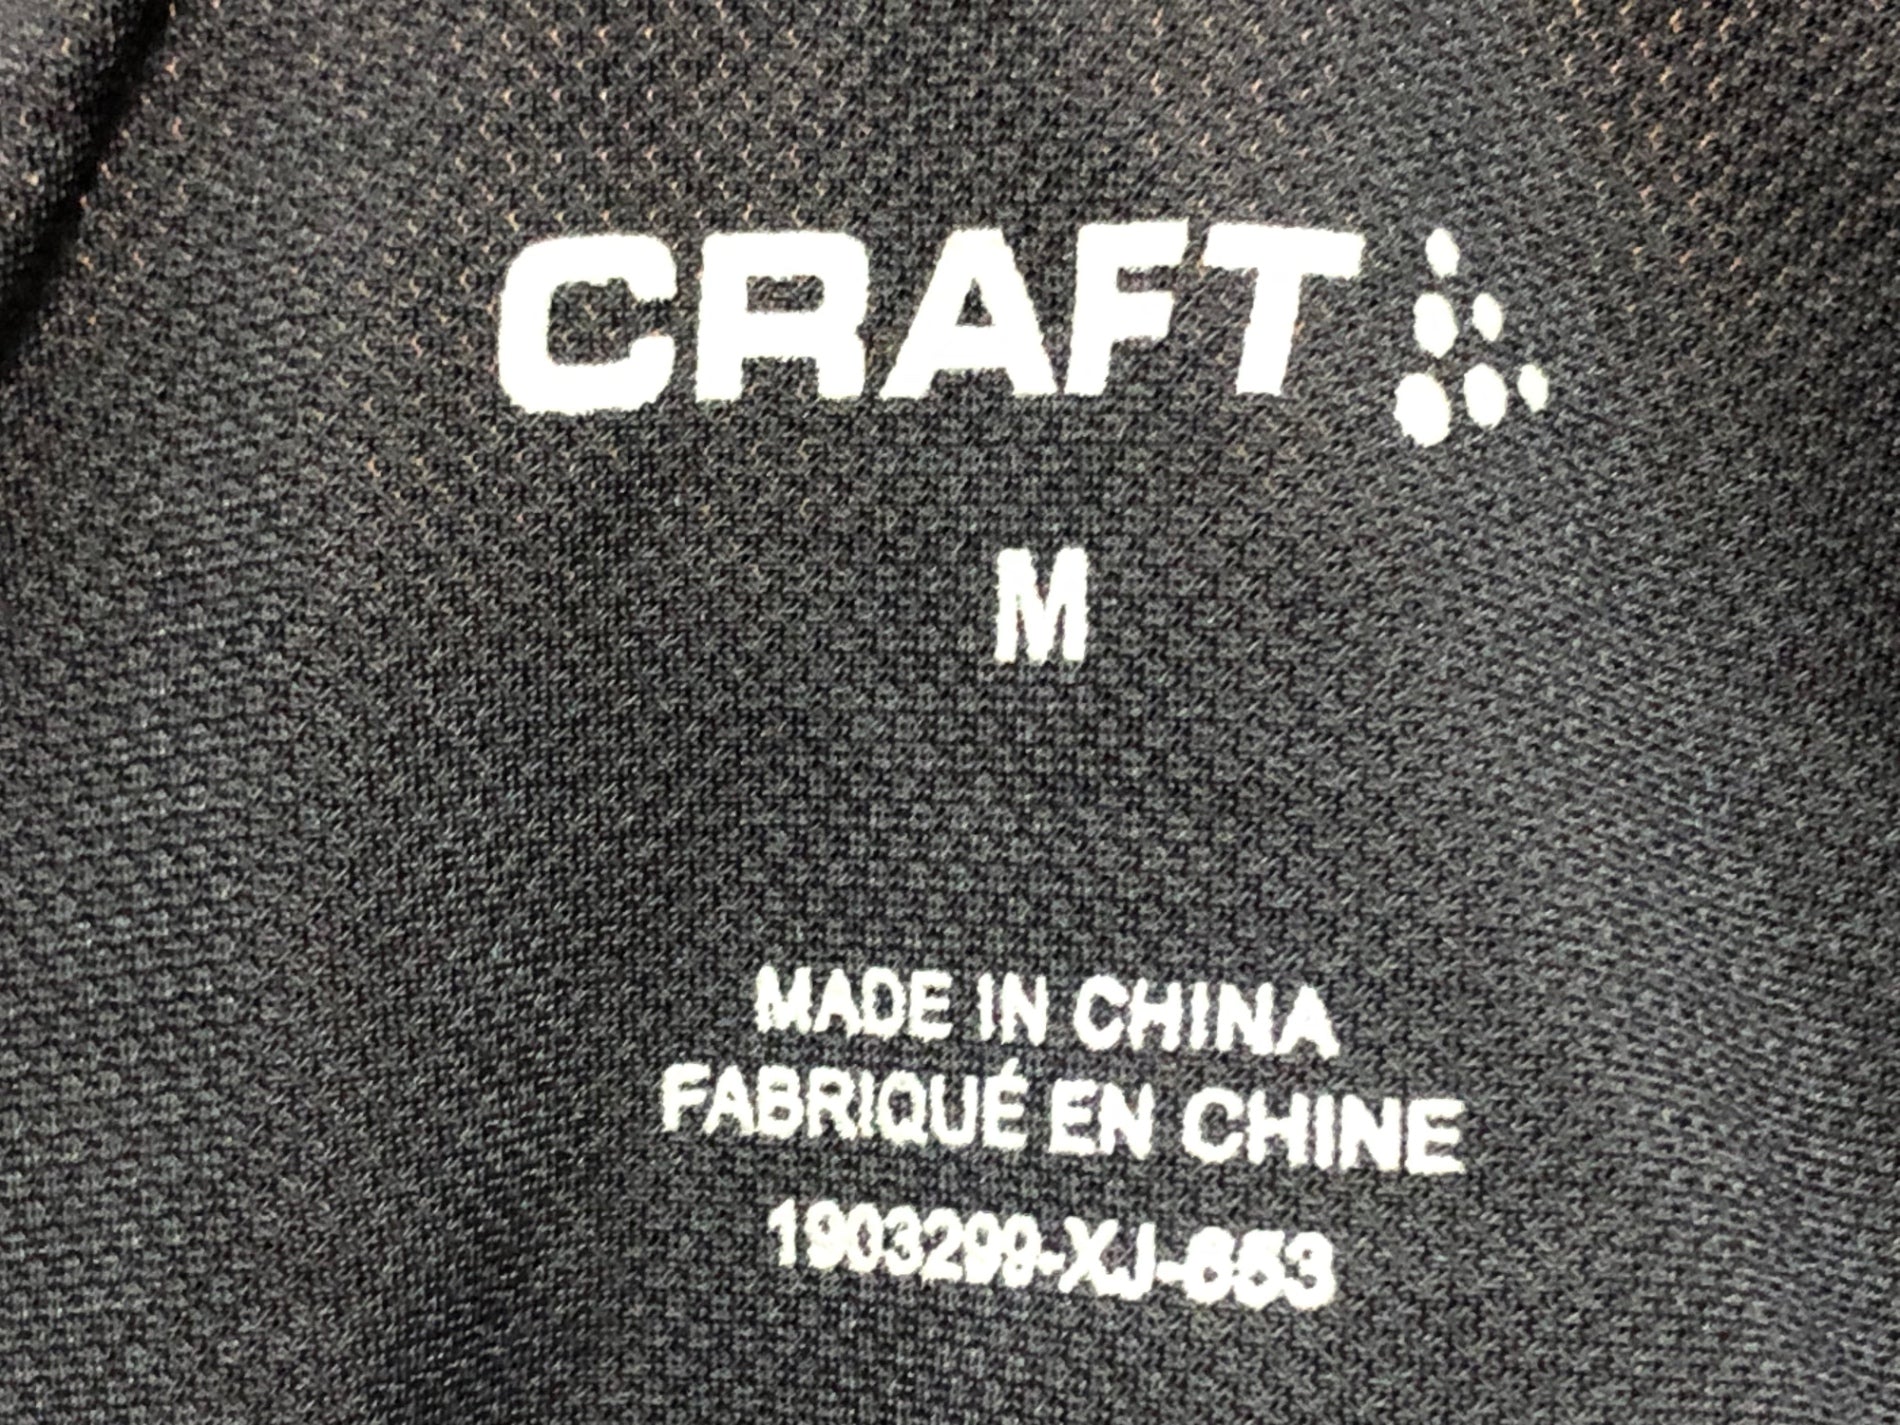 CRAFT
M
MADE IN CHINA
FABRIQUÉ EN CHINE
1903299-XJ-653